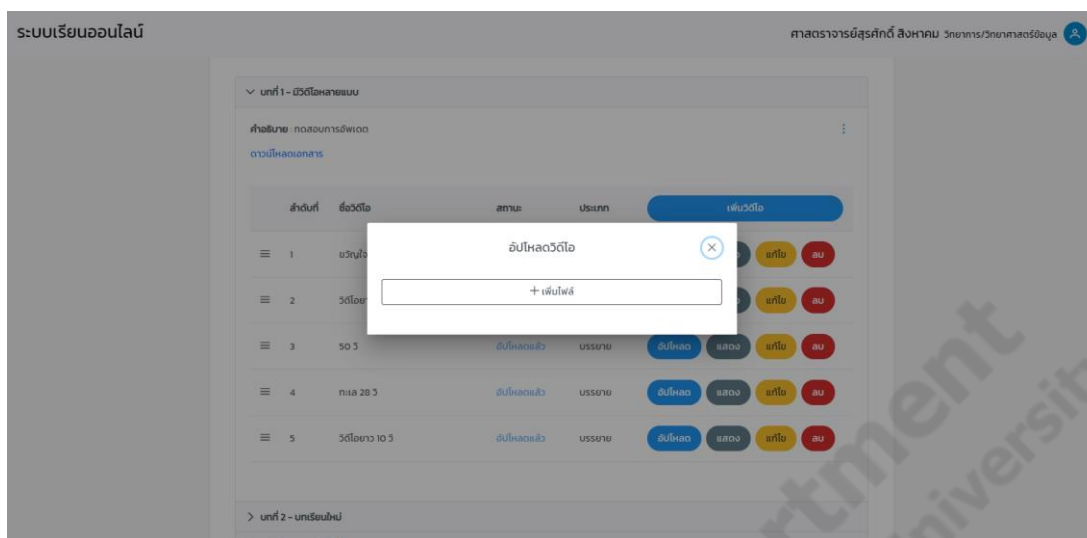 ระบบเรียนออนไลน์
ศาสตราจารย์สุรศักดิ์ สิงหาคม วิทยาการ/วิทยาศาสตร์ข้อมูล
บทที่ 1 - มีวิดีโอหลายแบบ
คำอธิบาย : ทดสอบการอัพเดต
ดาวน์โหลดเอกสาร
ลำดับที่ ชื่อวิดีโอ สถานะ ประเภท เพิ่มวิดีโอ
อัปโหลดวิดีโอ
+ เพิ่มไฟล์
1 ขวัญใจ แก้ไข ลบ
2 วิดีโอยา แก้ไข ลบ
3 50 วิ อัปโหลดแล้ว บรรยาย อัปโหลด แสดง แก้ไข ลบ
4 ทะเล 28 วิ อัปโหลดแล้ว บรรยาย อัปโหลด แสดง แก้ไข ลบ
5 วิดีโอยาว 10 วิ อัปโหลดแล้ว บรรยาย อัปโหลด แสดง แก้ไข ลบ
บทที่ 2 - บทเรียนใหม่